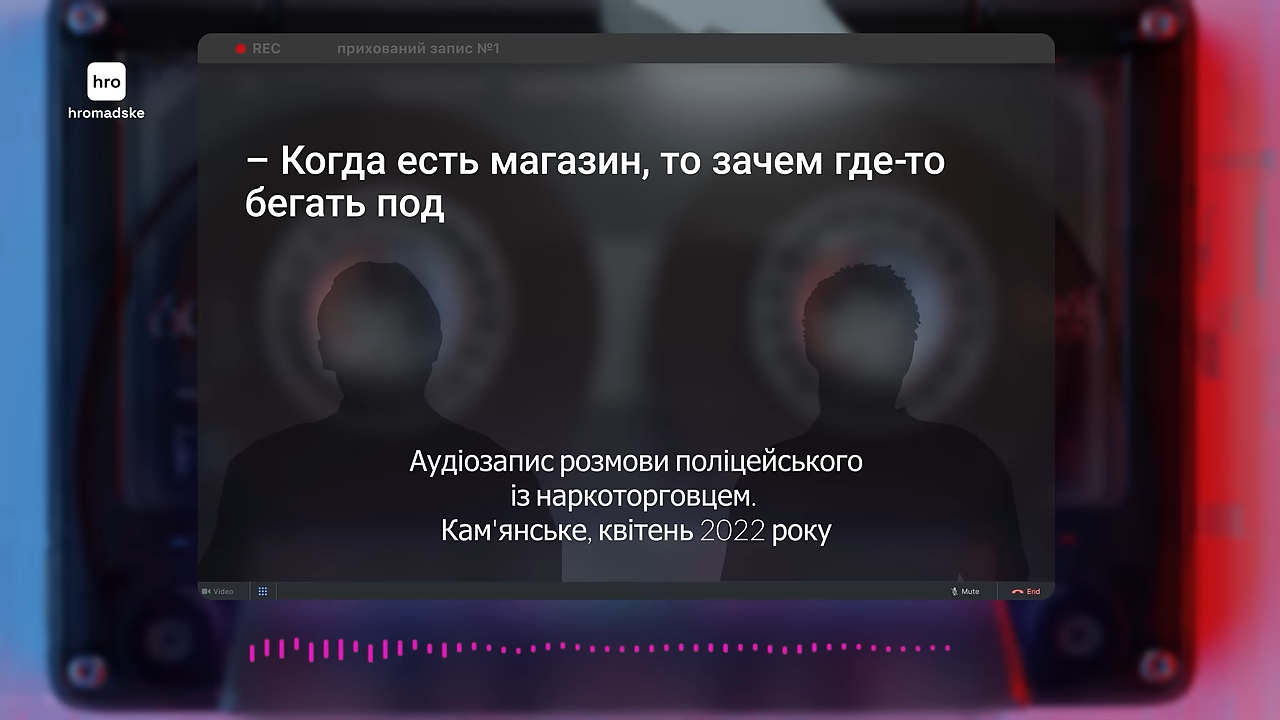 REC прихований запис №1
hro
hromadske
– Когда есть магазин, то зачем где-то
бегать под
Аудіозапис розмови поліцейського
із наркоторговцем.
Кам'янське, квітень 2022 року
Video
Mute
End